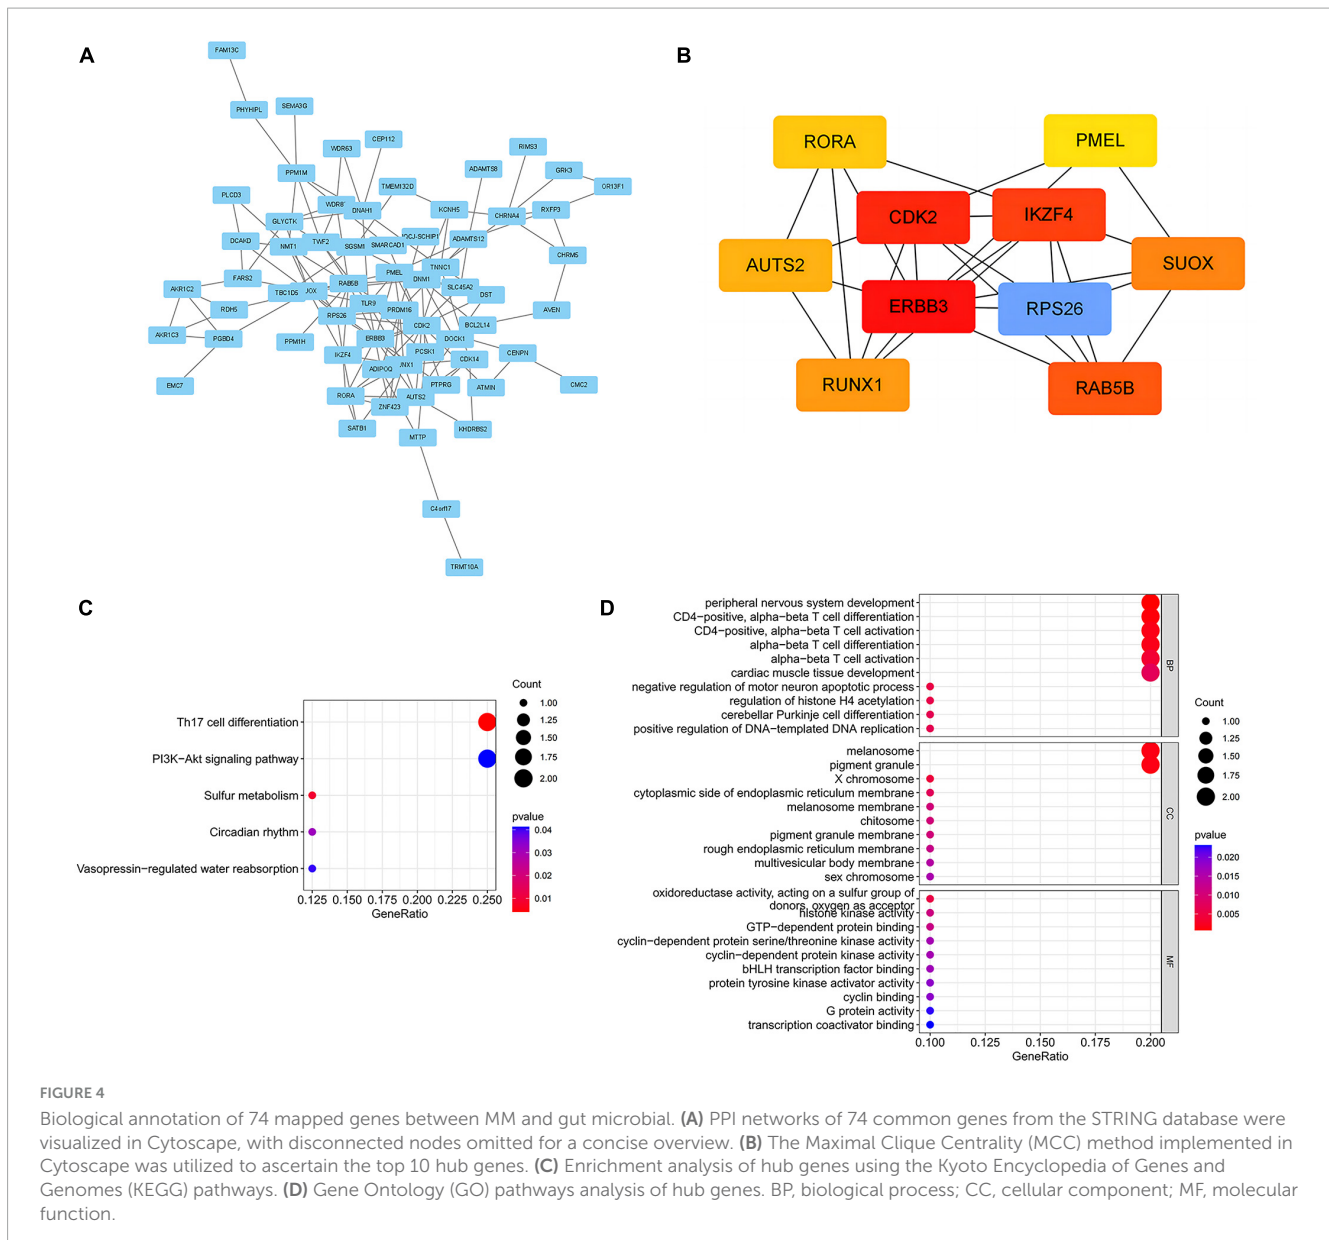 A
FAM13C
PHYHIPL
SEMA3G
CEP112
WDR63
RIMS3
PPM1M
ADAMTS8
GRK3
TMEM132D
OR13F1
PLCD3
WDR8
DNAH1
KCNH5
CHRNA4
RXFP3
GLYCTK
DCAKD
NMT1
TWF2
SGSM1
SMARCAD1
DCJ-SCHIP1
ADAMTS12
CHRM5
FARS2
PMEL
TNNC1
AKR1C2
TBC1D5
JOX
RAB5B
DNM1
SLC45A2
DST
RDH5
TLR9
PRDM16
AVEN
RPS26
CDK2
BCL2L14
AKR1C3
PGBD4
PPM1H
ERBB3
DOCK1
IKZF4
PCSK1
CENPN
ADIPOQ
JNX1
CDK14
EMC7
PTPRG
ATMIN
CMC2
RORA
AUTS2
ZNF423
SATB1
MTTP
KHDRBS2
C4orf17
TRMT10A
B
RORA
PMEL
CDK2
IKZF4
AUTS2
SUOX
ERBB3
RPS26
RUNX1
RAB5B
C
Th17 cell differentiation
PI3K−Akt signaling pathway
Sulfur metabolism
Circadian rhythm
Vasopressin−regulated water reabsorption
0.125 0.150 0.175 0.200 0.225 0.250
GeneRatio
Count
1.00
1.25
1.50
1.75
2.00
pvalue
0.04
0.03
0.02
0.01
D
peripheral nervous system development
CD4−positive, alpha−beta T cell differentiation
CD4−positive, alpha−beta T cell activation
alpha−beta T cell differentiation
alpha−beta T cell activation
cardiac muscle tissue development
negative regulation of motor neuron apoptotic process
regulation of histone H4 acetylation
cerebellar Purkinje cell differentiation
positive regulation of DNA−templated DNA replication
BP
melanosome
pigment granule
X chromosome
cytoplasmic side of endoplasmic reticulum membrane
melanosome membrane
chitosome
pigment granule membrane
rough endoplasmic reticulum membrane
multivesicular body membrane
sex chromosome
CC
oxidoreductase activity, acting on a sulfur group of
donors, oxygen as acceptor
histone kinase activity
GTP−dependent protein binding
cyclin−dependent protein serine/threonine kinase activity
cyclin−dependent protein kinase activity
bHLH transcription factor binding
protein tyrosine kinase activator activity
cyclin binding
G protein activity
transcription coactivator binding
MF
0.100 0.125 0.150 0.175 0.200
GeneRatio
Count
1.00
1.25
1.50
1.75
2.00
pvalue
0.020
0.015
0.010
0.005
FIGURE 4
Biological annotation of 74 mapped genes between MM and gut microbial. (A) PPI networks of 74 common genes from the STRING database were
visualized in Cytoscape, with disconnected nodes omitted for a concise overview. (B) The Maximal Clique Centrality (MCC) method implemented in
Cytoscape was utilized to ascertain the top 10 hub genes. (C) Enrichment analysis of hub genes using the Kyoto Encyclopedia of Genes and
Genomes (KEGG) pathways. (D) Gene Ontology (GO) pathways analysis of hub genes. BP, biological process; CC, cellular component; MF, molecular
function.